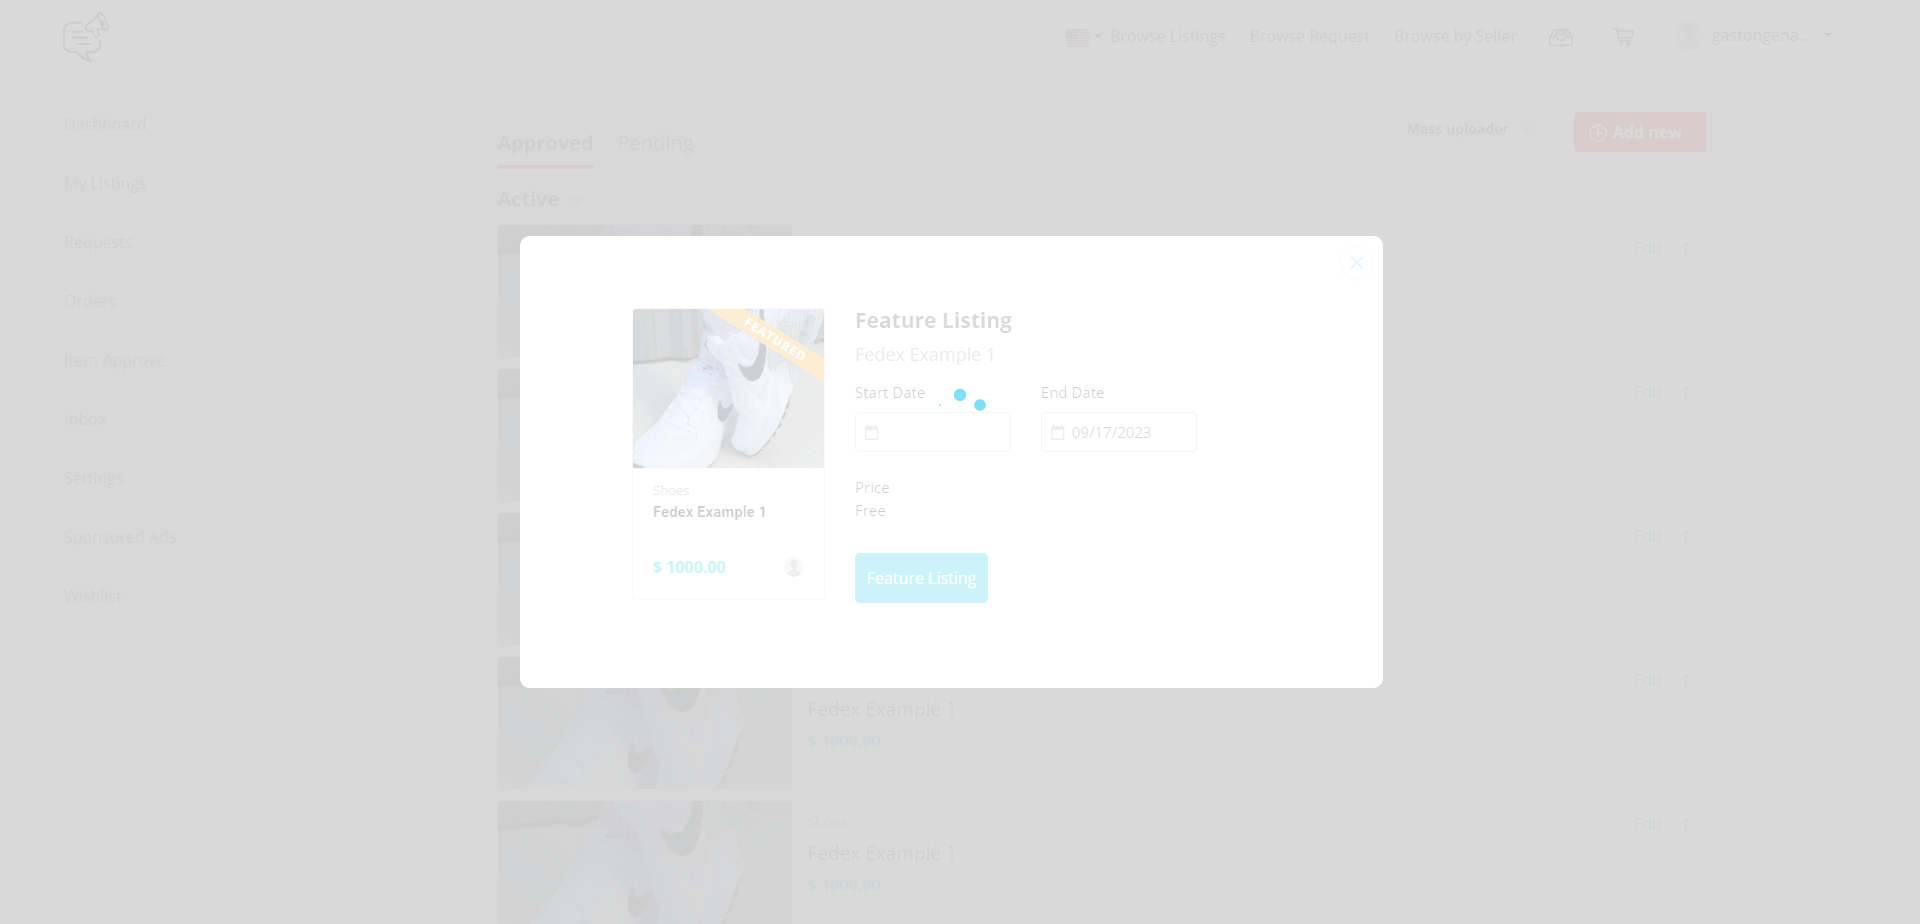 Browse Listings
Browse Request
Browse by Seller
gastongena...
Dashboard
My Listings
Requests
Orders
Item Approve
Inbox
Settings
Sponsored Ads
Wishlist
Approved
Pending
Mass uploader
Add new
Active
Edit
FEATURED
Shoes
Fedex Example 1
$ 1000.00
Feature Listing
Fedex Example 1
Start Date
End Date
09/17/2023
Price
Free
Feature Listing
Edit
Edit
Edit
Fedex Example 1
$ 1000.00
Shoes
Edit
Fedex Example 1
$ 1000.00